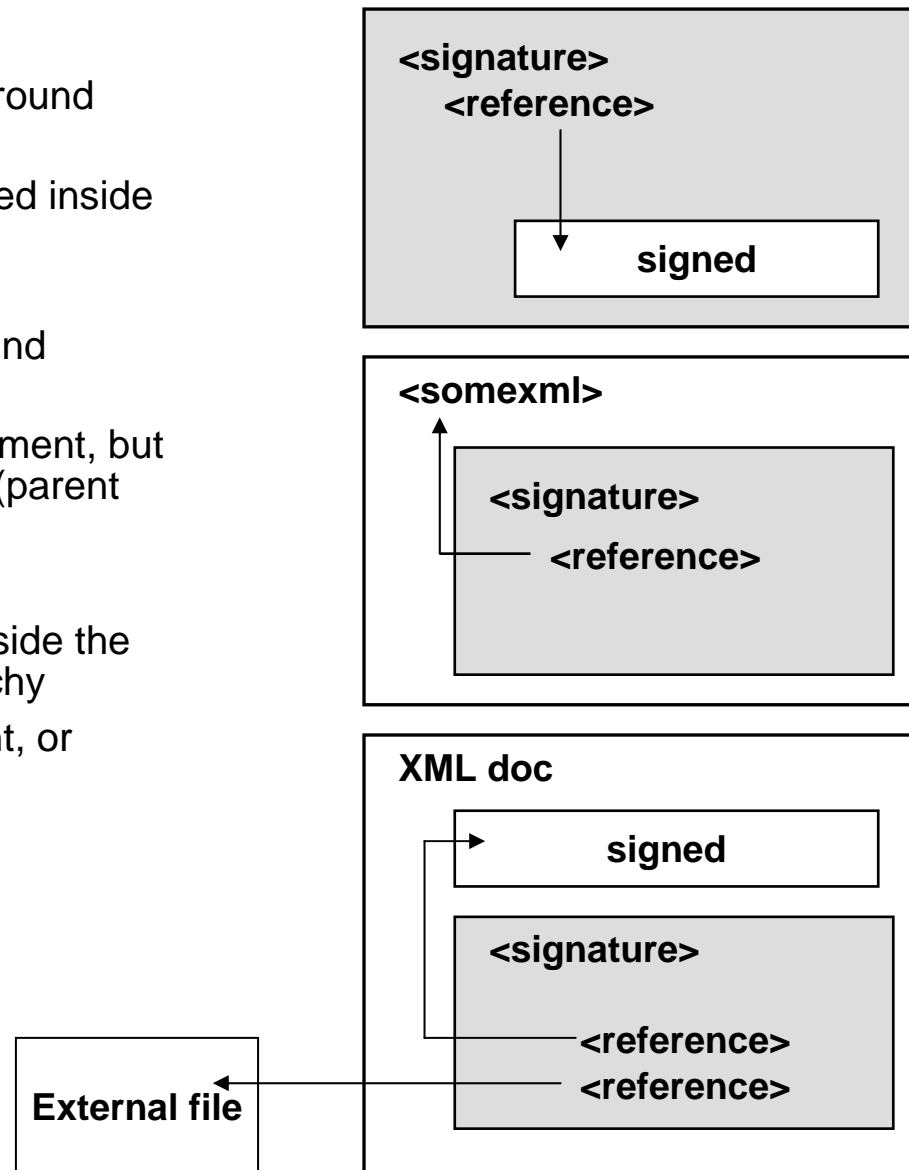 round
ed inside
nd
ment, but
(parent
side the
chy
t, or
<signature>
<reference>
signed
<somexml>
<signature>
<reference>
XML doc
signed
<signature>
<reference>
<reference>
External file